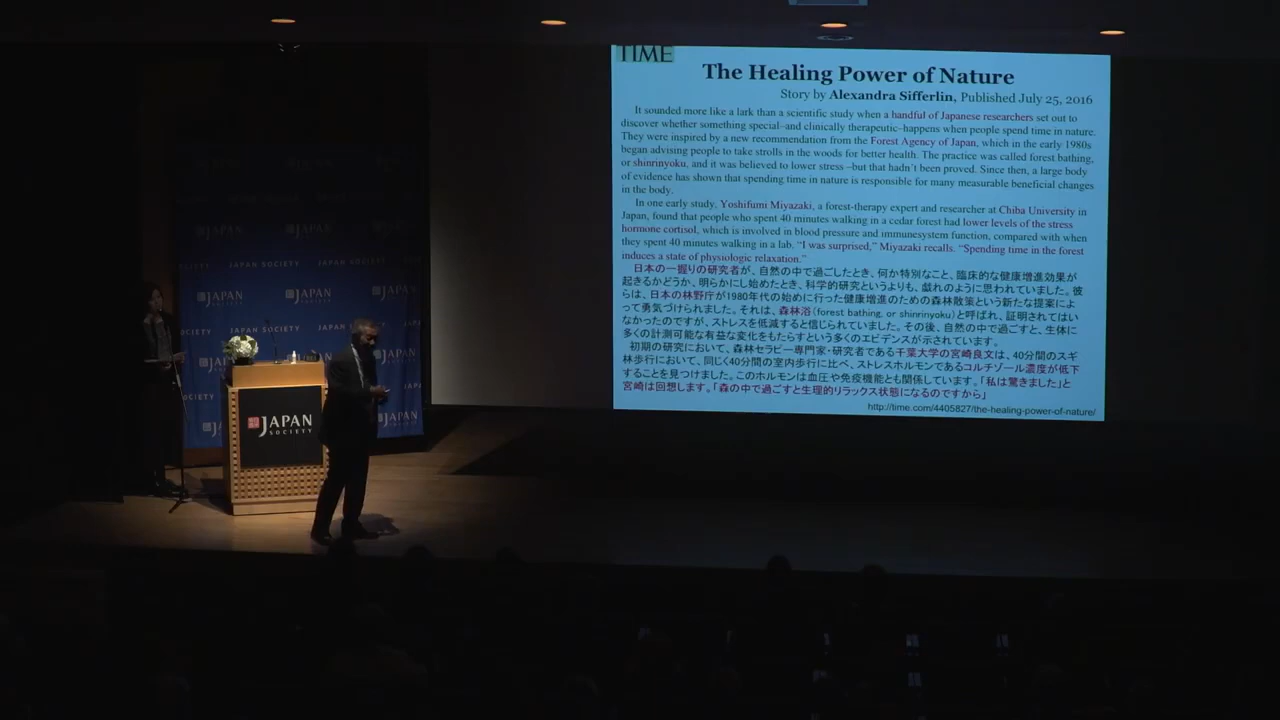 TIME
The Healing Power of Nature
Story by Alexandra Sifferlin, Published July 25, 2016
It sounded more like a lark than a scientific study when a handful of Japanese researchers set out to
discover whether something special–and clinically therapeutic–happens when people spend time in nature.
They were inspired by a new recommendation from the Forest Agency of Japan, which in the early 1980s
began advising people to take strolls in the woods for better health. The practice was called forest bathing,
or shinrinyoku, and it was believed to lower stress –but that hadn't been proved. Since then, a large body
of evidence has shown that spending time in nature is responsible for many measurable beneficial changes
in the body.
In one early study, Yoshifumi Miyazaki, a forest-therapy expert and researcher at Chiba University in
Japan, found that people who spent 40 minutes walking in a cedar forest had lower levels of the stress
hormone cortisol, which is involved in blood pressure and immunesystem function, compared with when
they spent 40 minutes walking in a lab. "I was surprised," Miyazaki recalls. "Spending time in the forest
induces a state of physiologic relaxation."
日本の一握りの研究者が、自然の中で過ごしたとき、何か特別なこと、臨床的な健康増進効果が
起きるかどうか、明らかにし始めたとき、科学的研究というよりも、戯れのように思われていました。彼
らは、日本の林野庁が1980年代の始めに行った健康増進のための森林散策という新たな提案によ
って勇気づけられました。それは、森林浴(forest bathing, or shinrinyoku)と呼ばれ、証明されてはい
なかったのですが、ストレスを低減すると信じられていました。その後、自然の中で過ごすと、生体に
多くの計測可能な有益な変化をもたらすという多くのエビデンスが示されています。
初期の研究において、森林セラピー専門家・研究者である千葉大学の宮崎良文は、40分間のスギ
林歩行において、同じく40分間の室内歩行に比べ、ストレスホルモンであるコルチゾール濃度が低下
することを見つけました。このホルモンは血圧や免疫機能とも関係しています。「私は驚きました」と
宮崎は回想します。「森の中で過ごすと生理的リラックス状態になるのですから」
http://time.com/4405827/the-healing-power-of-nature/
JAPAN SOCIETY
JAPAN SOCIETY
JAPAN
JAPAN
JAPAN SOCIETY
JAPAN
SOCIETY